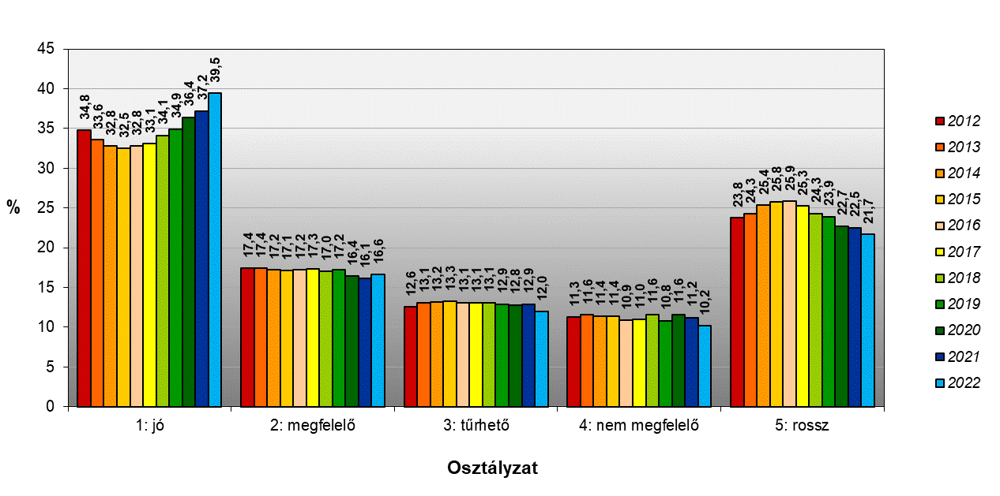 45
40
35
30
25
20
15
10
5
0
%
34,8 33,6 32,8 32,5 32,8 33,1 34,1 34,9 36,4 37,2 39,5
17,4 17,4 17,2 17,1 17,2 17,3 17,0 17,2 16,4 16,1 16,6
12,6 13,1 13,2 13,3 13,1 13,1 13,1 12,9 12,8 12,9 12,0
11,3 11,6 11,4 11,4 10,9 11,0 11,6 10,8 11,6 11,2 10,2
23,8 24,3 25,4 25,8 25,9 25,3 24,3 23,9 22,7 22,5 21,7
1: jó
2: megfelelő
3: tűrhető
4: nem megfelelő
5: rossz
Osztályzat
2012
2013
2014
2015
2016
2017
2018
2019
2020
2021
2022